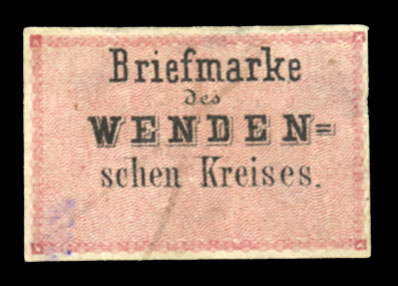 Briefmarke
des
WENDEN=
schen Kreises.